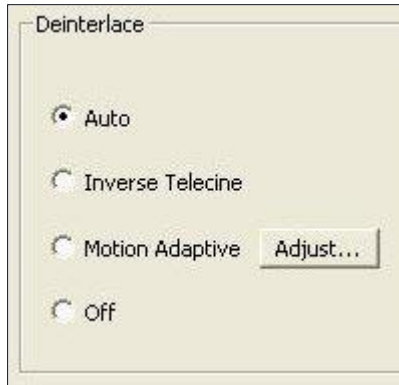 Deinterlace
Auto
Inverse Telecine
Motion Adaptive Adjust...
Off